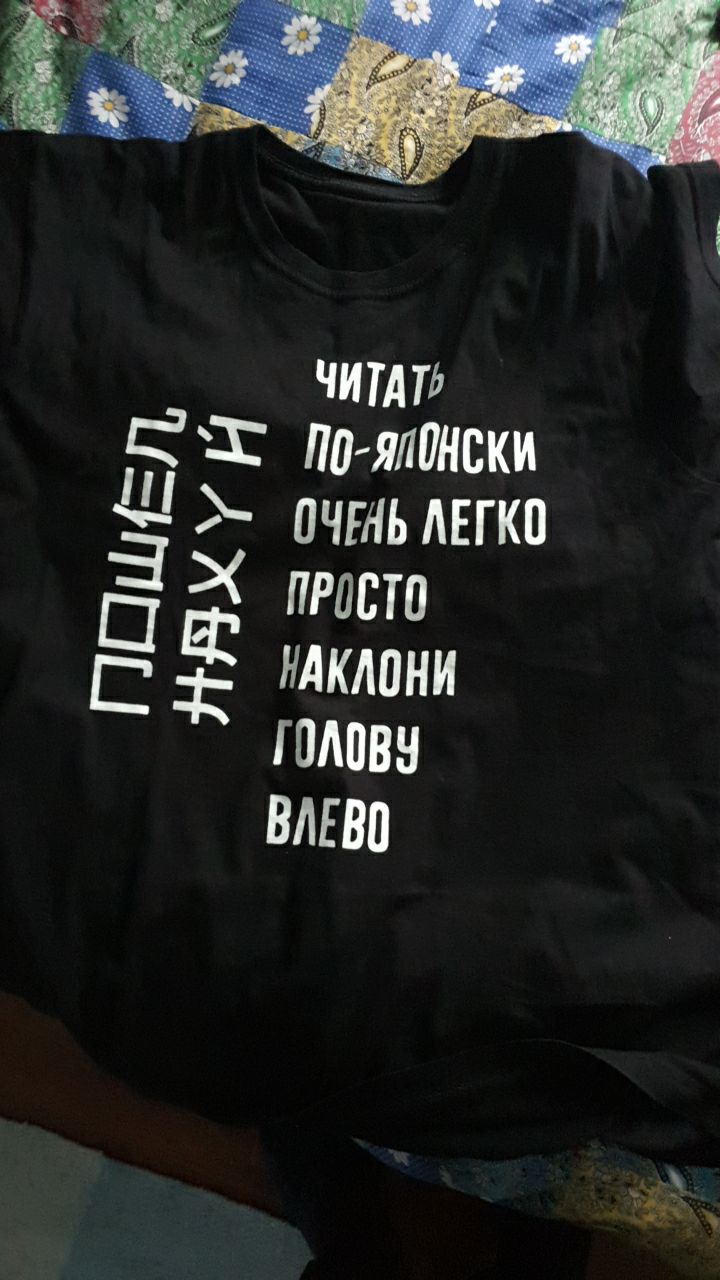 ПОШЕЛ
НАХУЙ
ЧИТАТЬ
ПО-ЯПОНСКИ
ОЧЕНЬ ЛЕГКО
ПРОСТО
НАКЛОНИ
ГОЛОВУ
ВЛЕВО